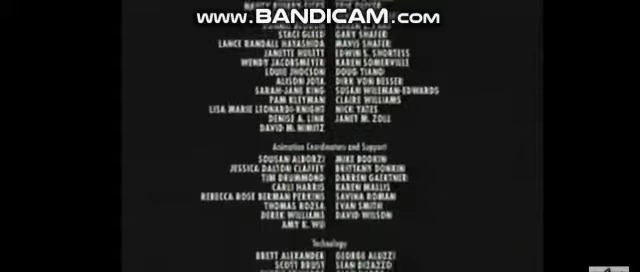 WWW.BANDICAM.COM
STACI GLEED GARY SHAFER
LANCE RANDALL HAYASHIDA MAVIS SHAFER
JANETTE HULETT EDWIN S. SHORTESS
WENDY JACOBSMEYER KAREN SOMERVILLE
LOUIE JHOCSON DOUG TIANO
ALISON JOTA DIRK VON BESSER
SARAH-JANE KING SUSAN WILEMAN-EDWARDS
PAM KLEYMAN CLAIRE WILLIAMS
LISA MARIE LEONARDI-KNIGHT NICK YATES
DENISE A. LINK JANET M. ZOLL
DAVID M. NIMITZ
Animation Coordinators and Support
SOUSAN ALBORZI MIKE BODKIN
JESSICA DALTON CLAFFEY BRITTANY DONKIN
TIM DRUMMOND DARREN GAERTNER
CARLI HARRIS KAREN MALLIS
REBECCA ROSE BERMAN PERKINS SAVINA ROMAN
THOMAS ROZSA EVAN SMITH
DEREK WILLIAMS DAVID WILSON
AMY K. WU
Technology
BRETT ALEXANDER GEORGE ALUZZI
SCOTT BRUST SEAN DIZAZZO